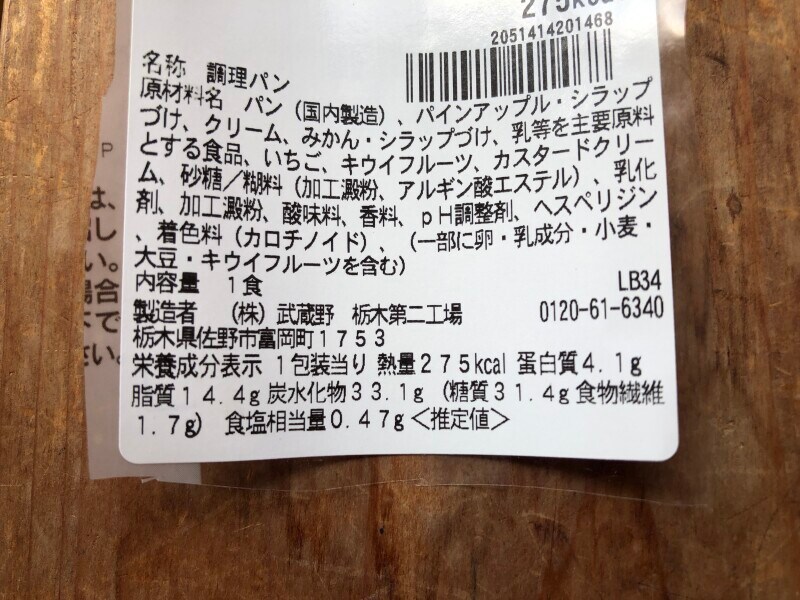 275kcal
2051414201468
名称 調理パン
原材料名 パン（国内製造）、パインアップル・シラップ
づけ、クリーム、みかん・シラップづけ、乳等を主要原料
とする食品、いちご、キウイフルーツ、カスタードクリー
ム、砂糖／糊料（加工澱粉、アルギン酸エステル）、乳化
剤、加工澱粉、酸味料、香料、pH調整剤、ヘスペリジン
、着色料（カロチノイド）、（一部に卵・乳成分・小麦・
大豆・キウイフルーツを含む）
内容量 1食 LB34
製造者 （株）武蔵野 栃木第二工場 0120-61-6340
栃木県佐野市富岡町1753
栄養成分表示 1包装当り 熱量275kcal 蛋白質4.1g
脂質14.4g 炭水化物33.1g （糖質31.4g 食物繊維
1.7g） 食塩相当量0.47g＜推定値＞
P
は、
し
い。
場合
で
さい。